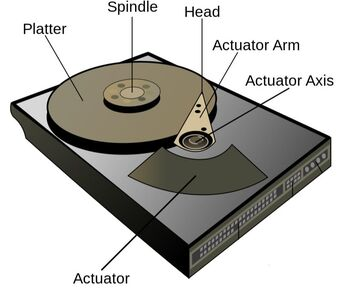 Spindle
Head
Platter
Actuator Arm
Actuator Axis
Actuator